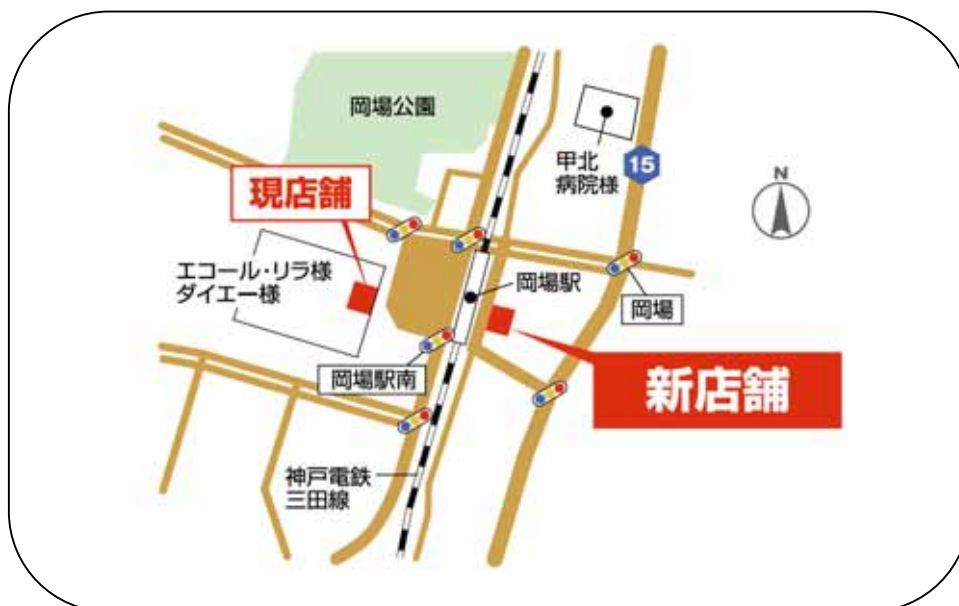 岡場公園
甲北
病院様
15
N
現店舗
エコール・リラ様
ダイエー様
岡場駅
岡場
岡場駅南
新店舗
神戸電鉄
三田線